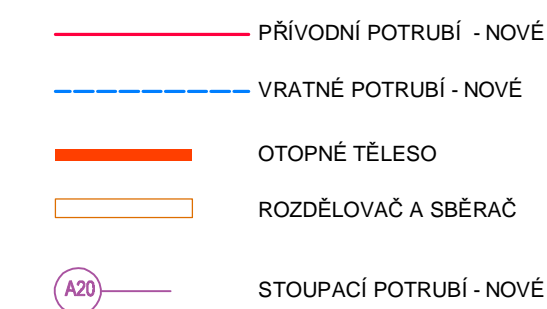 PŘÍVODNÍ POTRUBÍ - NOVÉ
VRATNÉ POTRUBÍ - NOVÉ
OTOPNÉ TĚLESO
ROZDĚLOVAČ A SBĚRAČ
A20 STOUPACÍ POTRUBÍ - NOVÉ